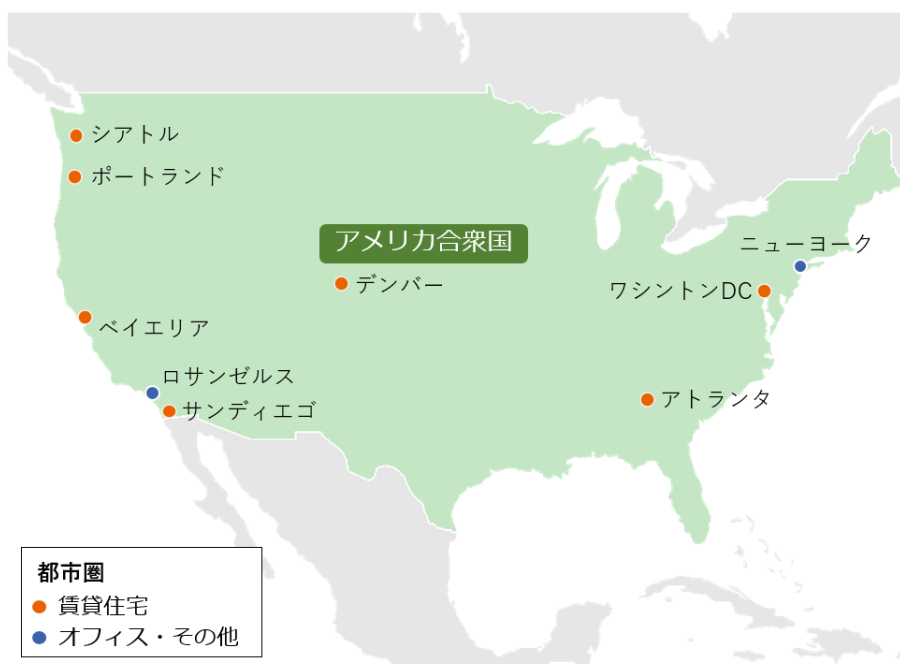 シアトル
ポートランド
アメリカ合衆国
ニューヨーク
デンバー
ワシントンDC
ベイエリア
ロサンゼルス
サンディエゴ
アトランタ
都市圏
賃貸住宅
オフィス・その他